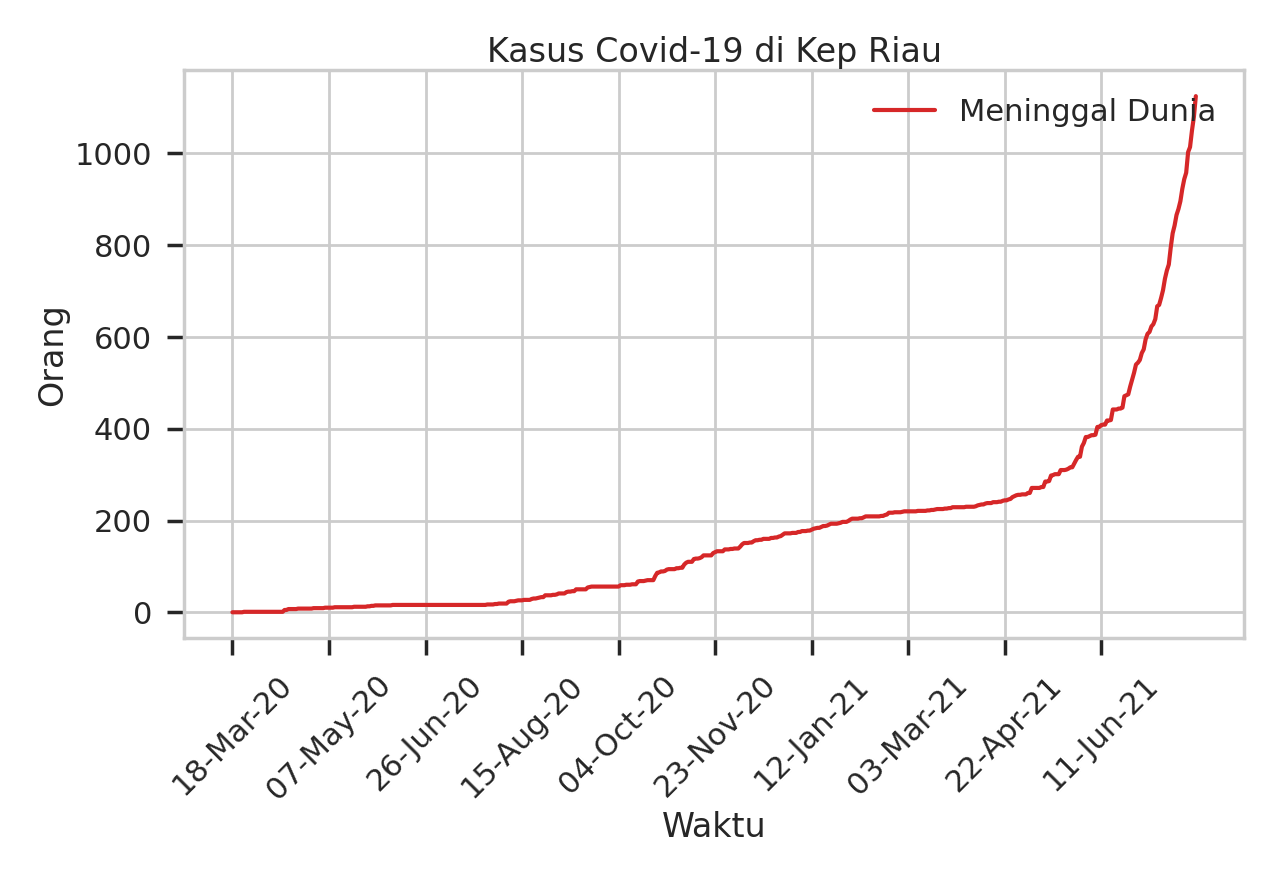 Kasus Covid-19 di Kep Riau
Meninggal Dunia
Orang
1000
800
600
400
200
0
18-Mar-20
07-May-20
26-Jun-20
15-Aug-20
04-Oct-20
23-Nov-20
12-Jan-21
03-Mar-21
22-Apr-21
11-Jun-21
Waktu